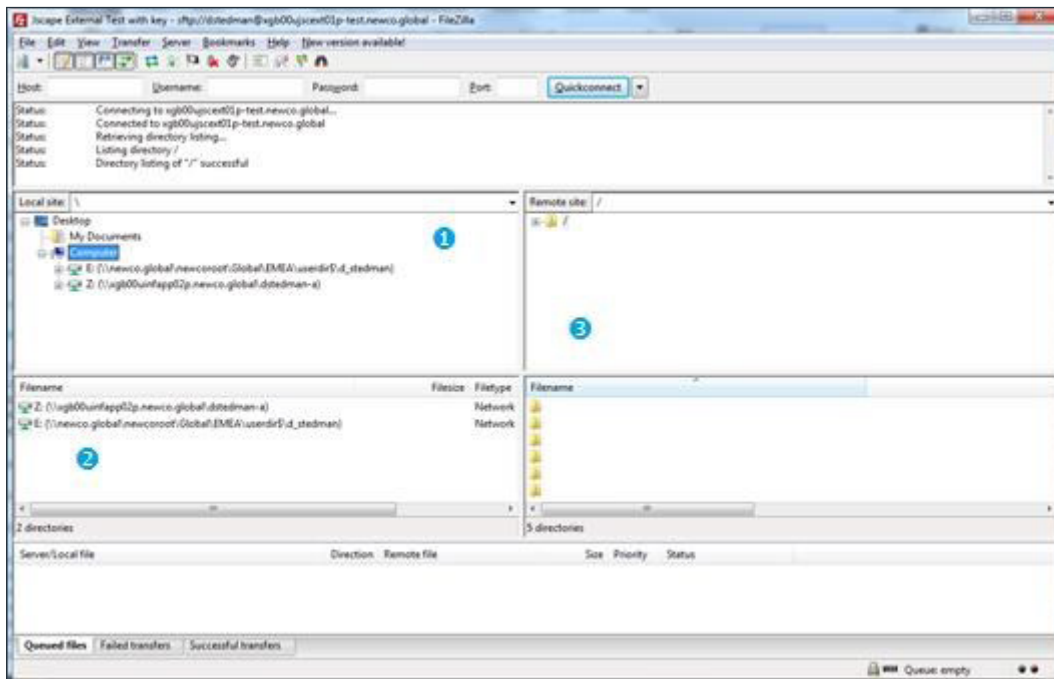 Jscape External Test with key - sftp://dstedman@xgb00ujscext01p-test.newco.global - FileZilla
File Edit View Transfer Server Bookmarks Help New version available!
Host: Username: Password: Port: Quickconnect
Status: Connecting to xgb00ujscext01p-test.newco.global...
Status: Connected to xgb00ujscext01p-test.newco.global
Status: Retrieving directory listing...
Status: Listing directory /
Status: Directory listing of "/" successful
Local site: \
Remote site: /
Desktop
My Documents
Computer
E: (\\newco.global\newcoroot\Global\EMEA\userdir$\d_stedman)
Z: (\\xgb00uinfapp02p.newco.global\dstedman-a)
1
/
3
Filename Filesize Filetype
Z: (\\xgb00uinfapp02p.newco.global\dstedman-a) Network
E: (\\newco.global\newcoroot\Global\EMEA\userdir$\d_stedman) Network
2
2 directories
Filename
5 directories
Server/Local file Direction Remote file Size Priority Status
Queued files Failed transfers Successful transfers
Queue: empty